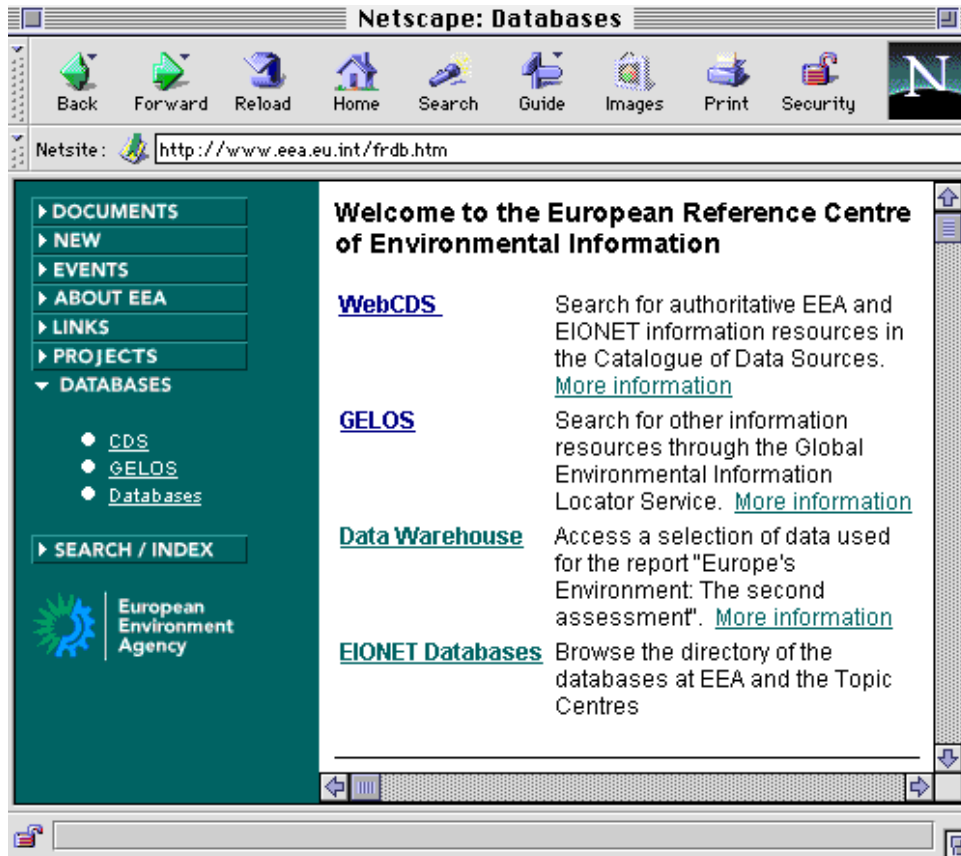 Netscape: Databases
Back Forward Reload Home Search Guide Images Print Security
N
Netsite: http://www.eea.eu.int/frdb.htm
DOCUMENTS
NEW
EVENTS
ABOUT EEA
LINKS
PROJECTS
DATABASES
CDS
GELOS
Databases
SEARCH / INDEX
European
Environment
Agency
Welcome to the European Reference Centre
of Environmental Information
WebCDS Search for authoritative EEA and
EIONET information resources in
the Catalogue of Data Sources.
More information
GELOS Search for other information
resources through the Global
Environmental Information
Locator Service. More information
Data Warehouse Access a selection of data used
for the report "Europe's
Environment: The second
assessment". More information
EIONET Databases Browse the directory of the
databases at EEA and the Topic
Centres